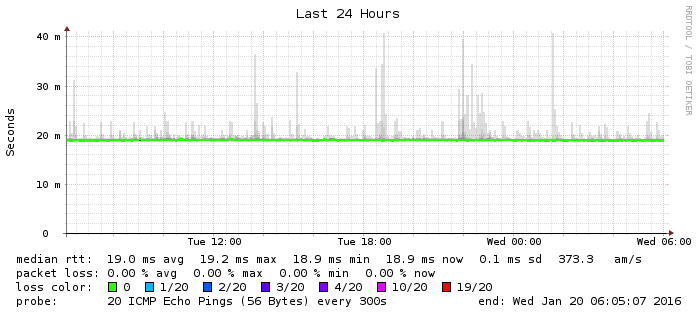 Last 24 Hours
RRDTOOL / TOBI OETIKER
Seconds
40 m
30 m
20 m
10 m
0
Tue 12:00 Tue 18:00 Wed 00:00 Wed 06:00
median rtt: 19.0 ms avg 19.2 ms max 18.9 ms min 18.9 ms now 0.1 ms sd 373.3 am/s
packet loss: 0.00 % avg 0.00 % max 0.00 % min 0.00 % now
loss color: 0 1/20 2/20 3/20 4/20 10/20 19/20
probe: 20 ICMP Echo Pings (56 Bytes) every 300s end: Wed Jan 20 06:05:07 2016